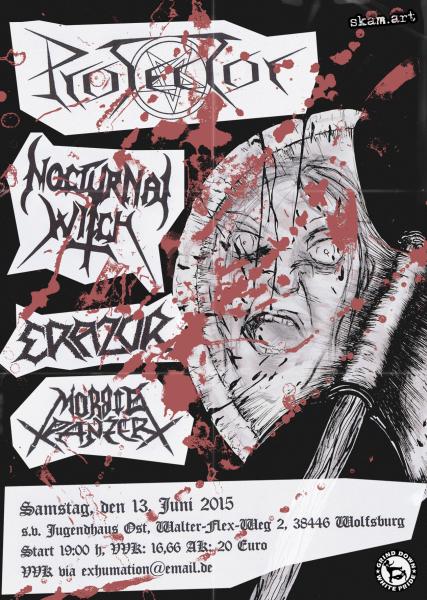 skam.art
Protector
Nocturnal
Witch
Erazor
Morbid
Panzer
Samstag, den 13. Juni 2015
s.v. Jugendhaus Ost, Walter-Flex-Weg 2, 38446 Wolfsburg
Start 19:00 h, VVK: 16,66 AK: 20 Euro
VVK via exhumation@email.de
GRIND DOWN
WHITE PRIDE